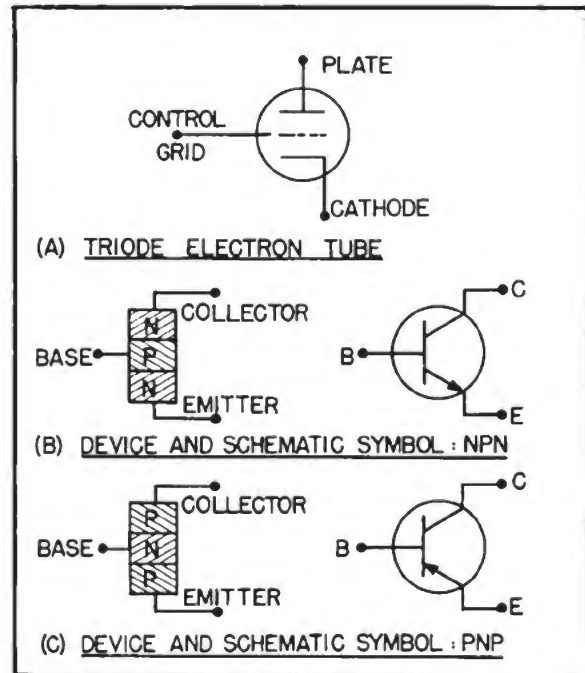 PLATE
CONTROL
GRID
CATHODE
(A) TRIODE ELECTRON TUBE
N
COLLECTOR
C
BASE
P
B
N
EMITTER
E
(B) DEVICE AND SCHEMATIC SYMBOL : NPN
P
COLLECTOR
C
BASE
N
B
P
EMITTER
E
(C) DEVICE AND SCHEMATIC SYMBOL : PNP